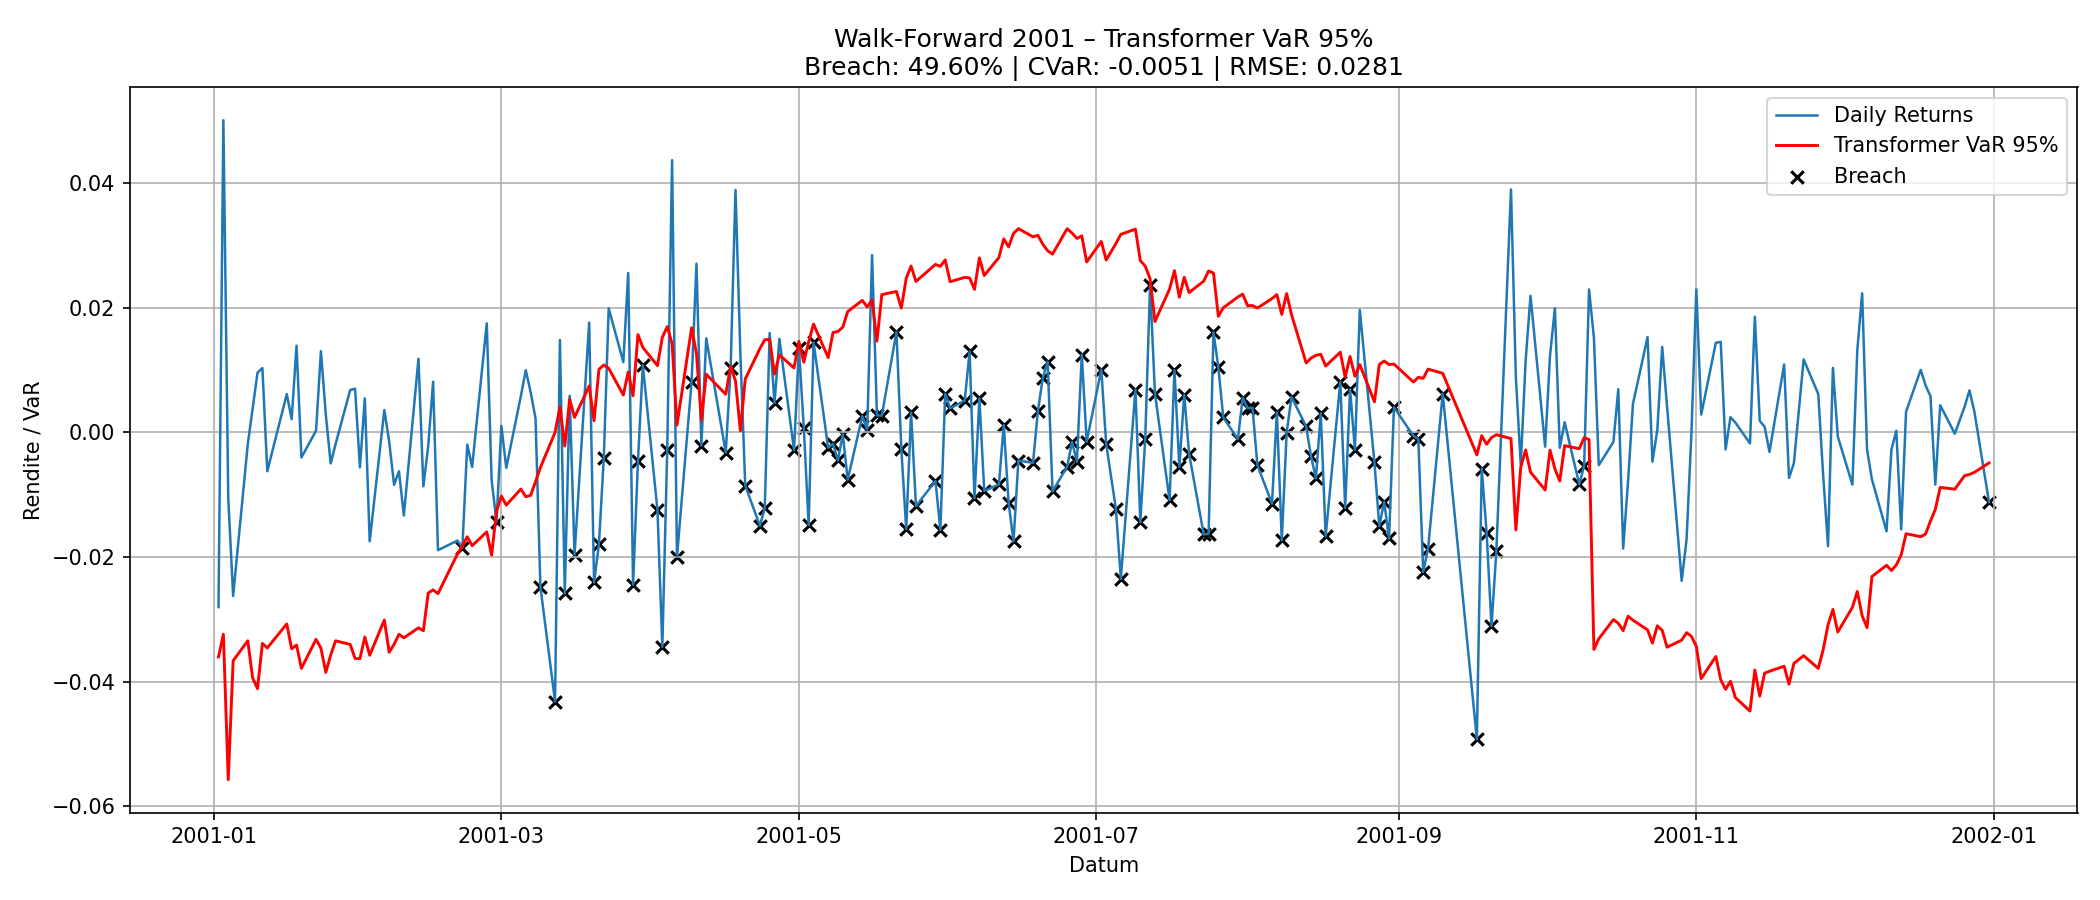 Walk-Forward 2001 – Transformer VaR 95%
Breach: 49.60% | CVaR: -0.0051 | RMSE: 0.0281
Daily Returns
Transformer VaR 95%
Breach
Rendite / VaR
0.04
0.02
0.00
−0.02
−0.04
−0.06
2001-01
2001-03
2001-05
2001-07
2001-09
2001-11
2002-01
Datum